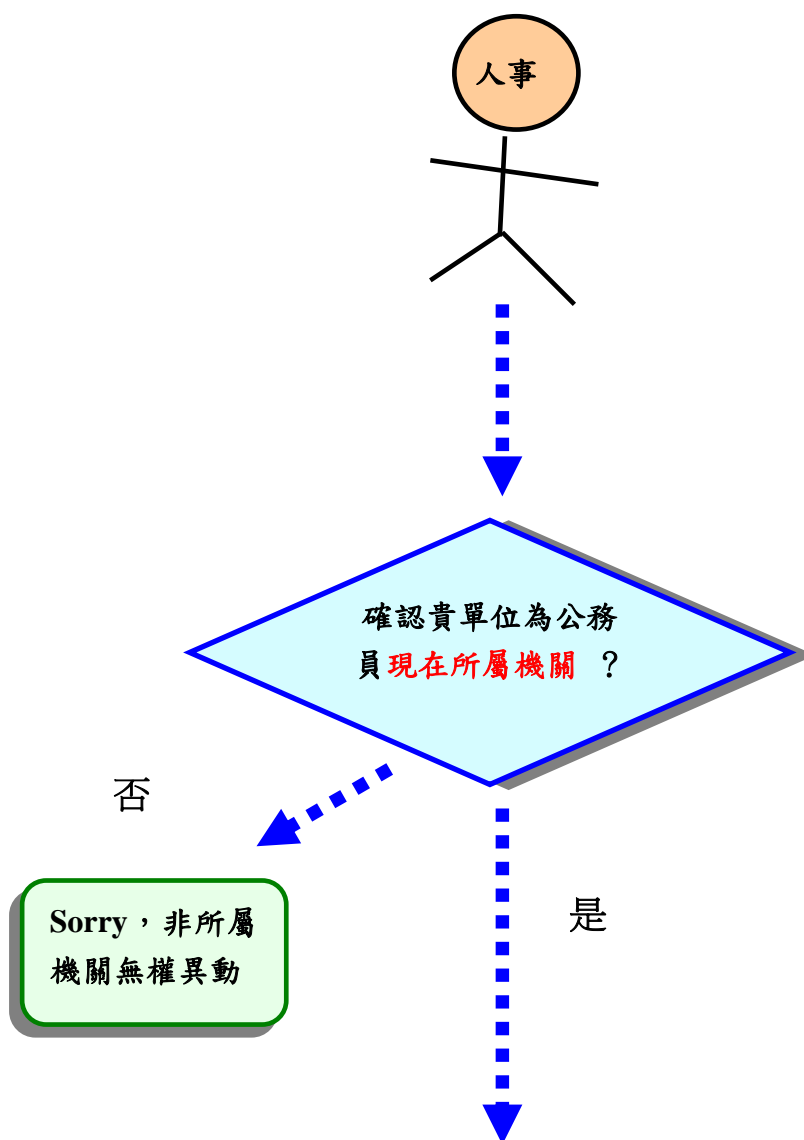 人事
確認貴單位為公務
員現在所屬機關 ？
否
是
Sorry，非所屬
機關無權異動